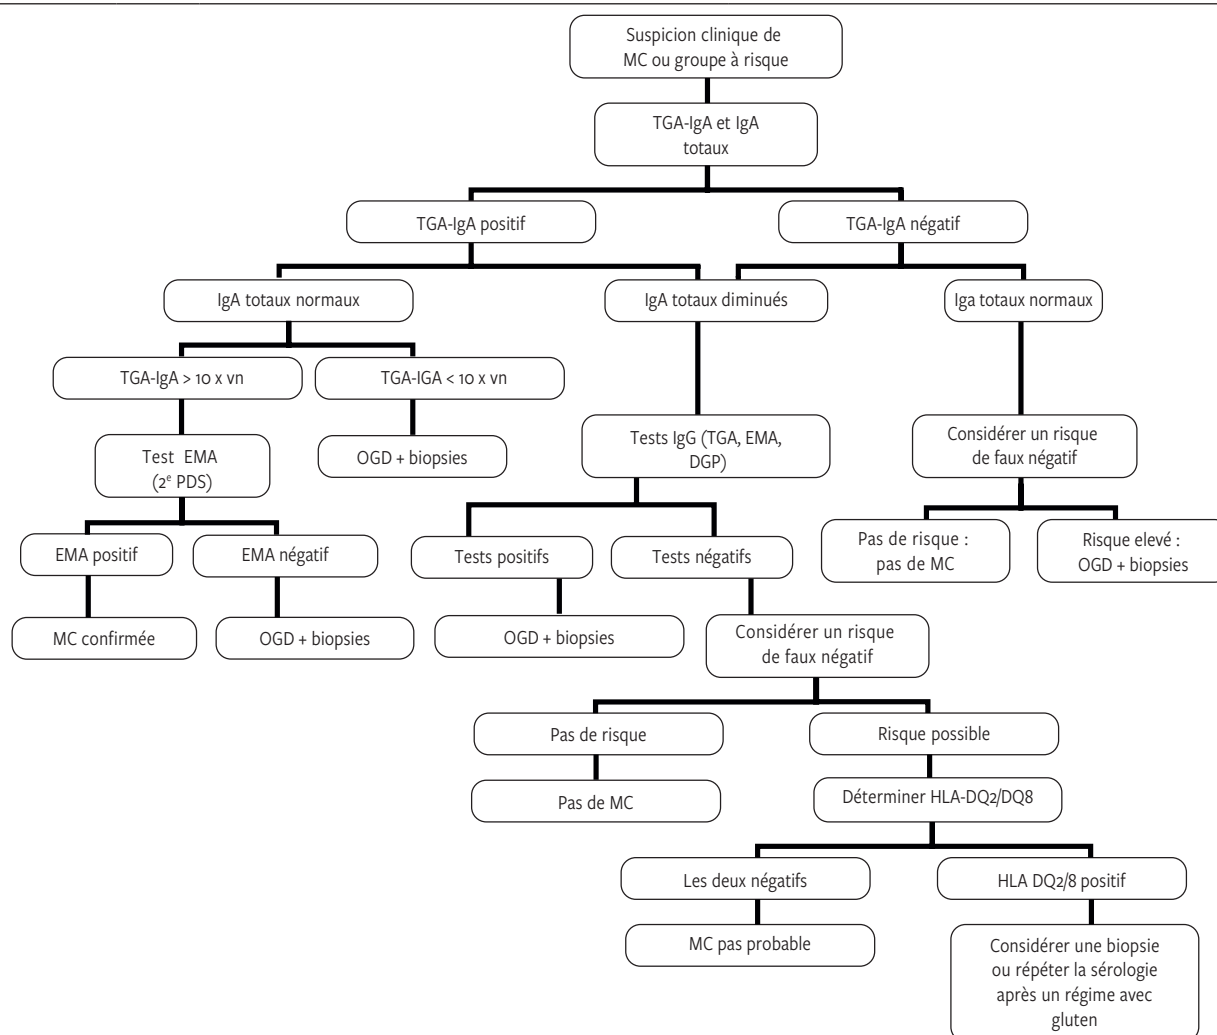 Suspicion clinique de
MC ou groupe à risque
TGA-IgA et IgA
totaux
TGA-IgA positif
TGA-IgA négatif
IgA totaux normaux
IgA totaux diminués
Iga totaux normaux
TGA-IgA > 10 x vn
TGA-IGA < 10 x vn
Test EMA
(2e PDS)
OGD + biopsies
Tests IgG (TGA, EMA,
DGP)
Considérer un risque
de faux négatif
EMA positif
EMA négatif
Tests positifs
Tests négatifs
Pas de risque :
pas de MC
Risque elevé :
OGD + biopsies
MC confirmée
OGD + biopsies
OGD + biopsies
Considérer un risque
de faux négatif
Pas de risque
Risque possible
Pas de MC
Déterminer HLA-DQ2/DQ8
Les deux négatifs
HLA DQ2/8 positif
MC pas probable
Considérer une biopsie
ou répéter la sérologie
après un régime avec
gluten